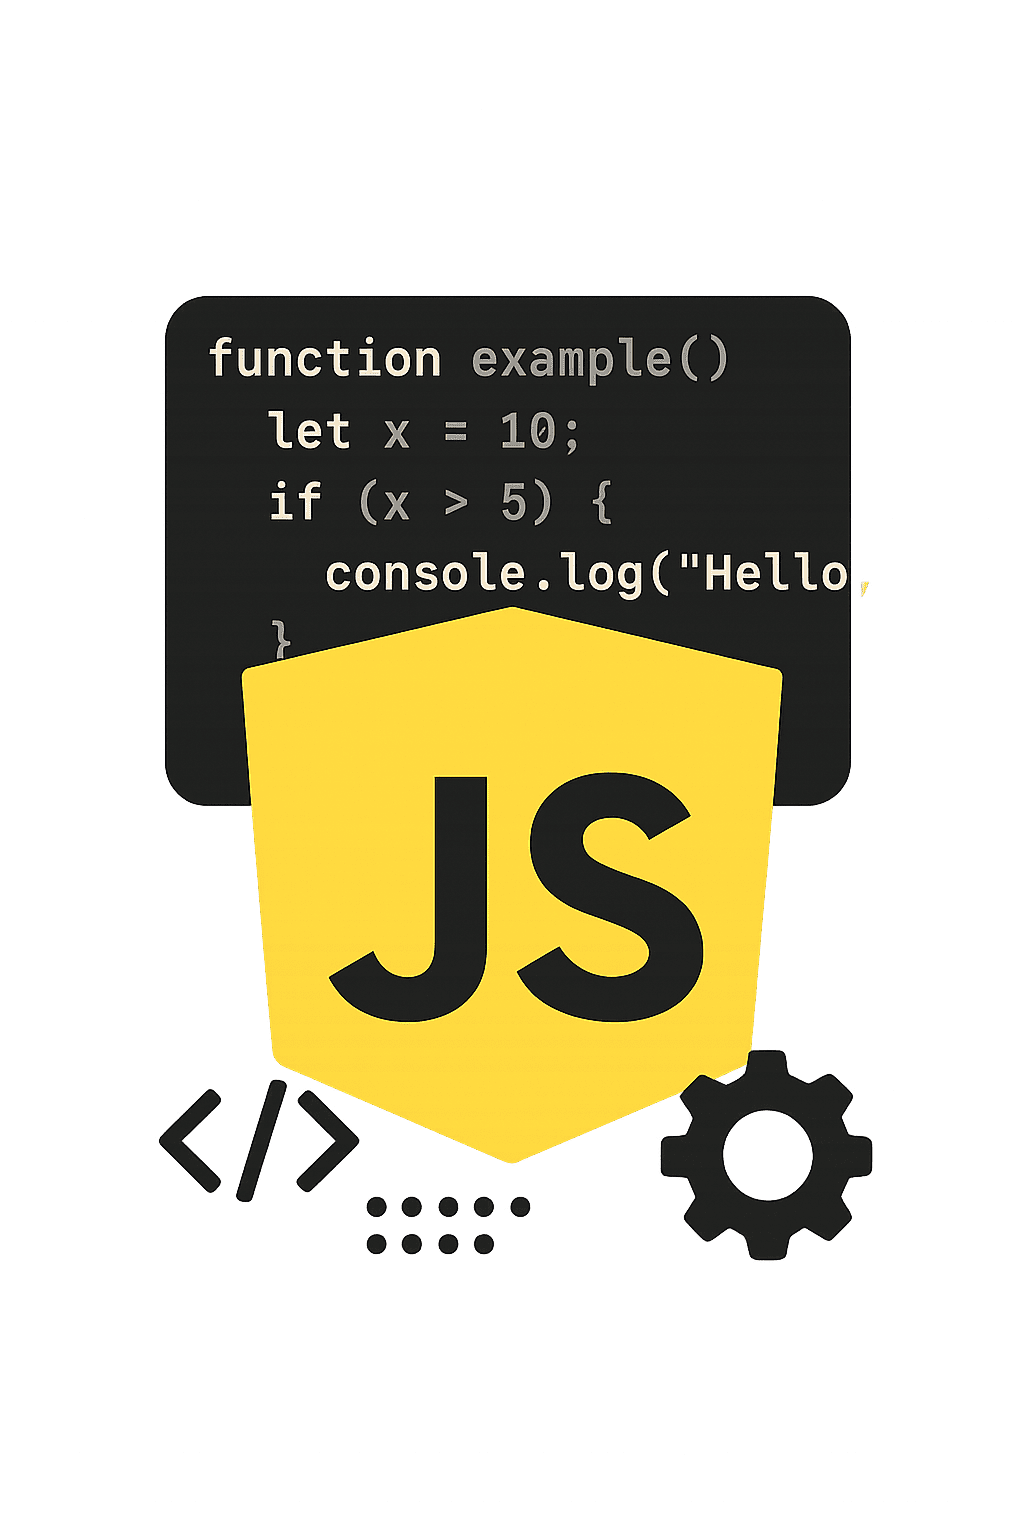 function example()
let x = 10;
if (x > 5) {
console.log("Hello,
}
JS
</>